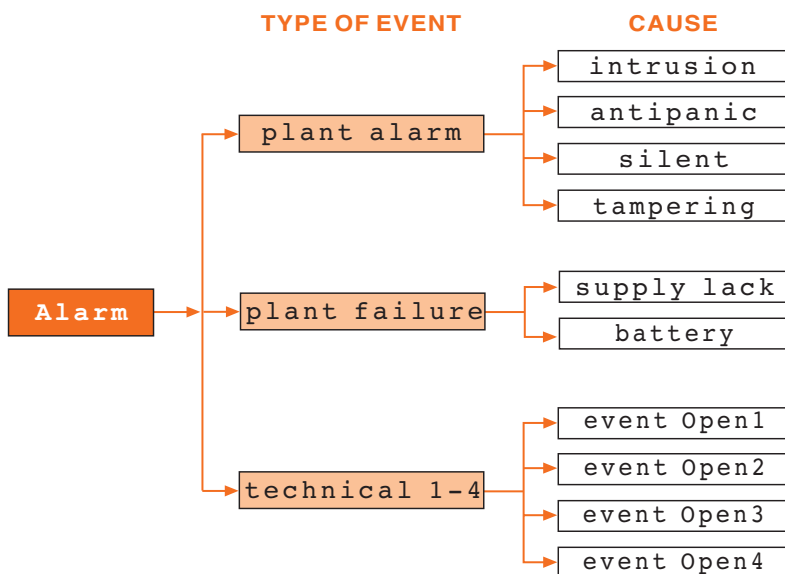 TYPE OF EVENT
CAUSE
Alarm
plant alarm
intrusion
antipanic
silent
tampering
plant failure
supply lack
battery
technical 1-4
event Open1
event Open2
event Open3
event Open4